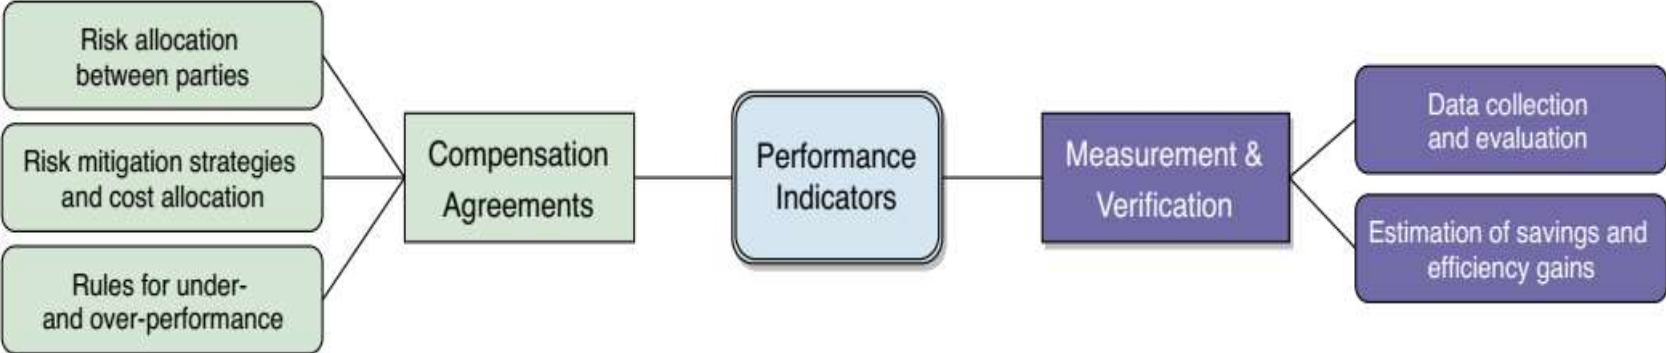 Risk allocation
between parties
Risk mitigation strategies
and cost allocation
Rules for under-
and over-performance
Compensation
Agreements
Performance
Indicators
Measurement &
Verification
Data collection
and evaluation
Estimation of savings and
efficiency gains